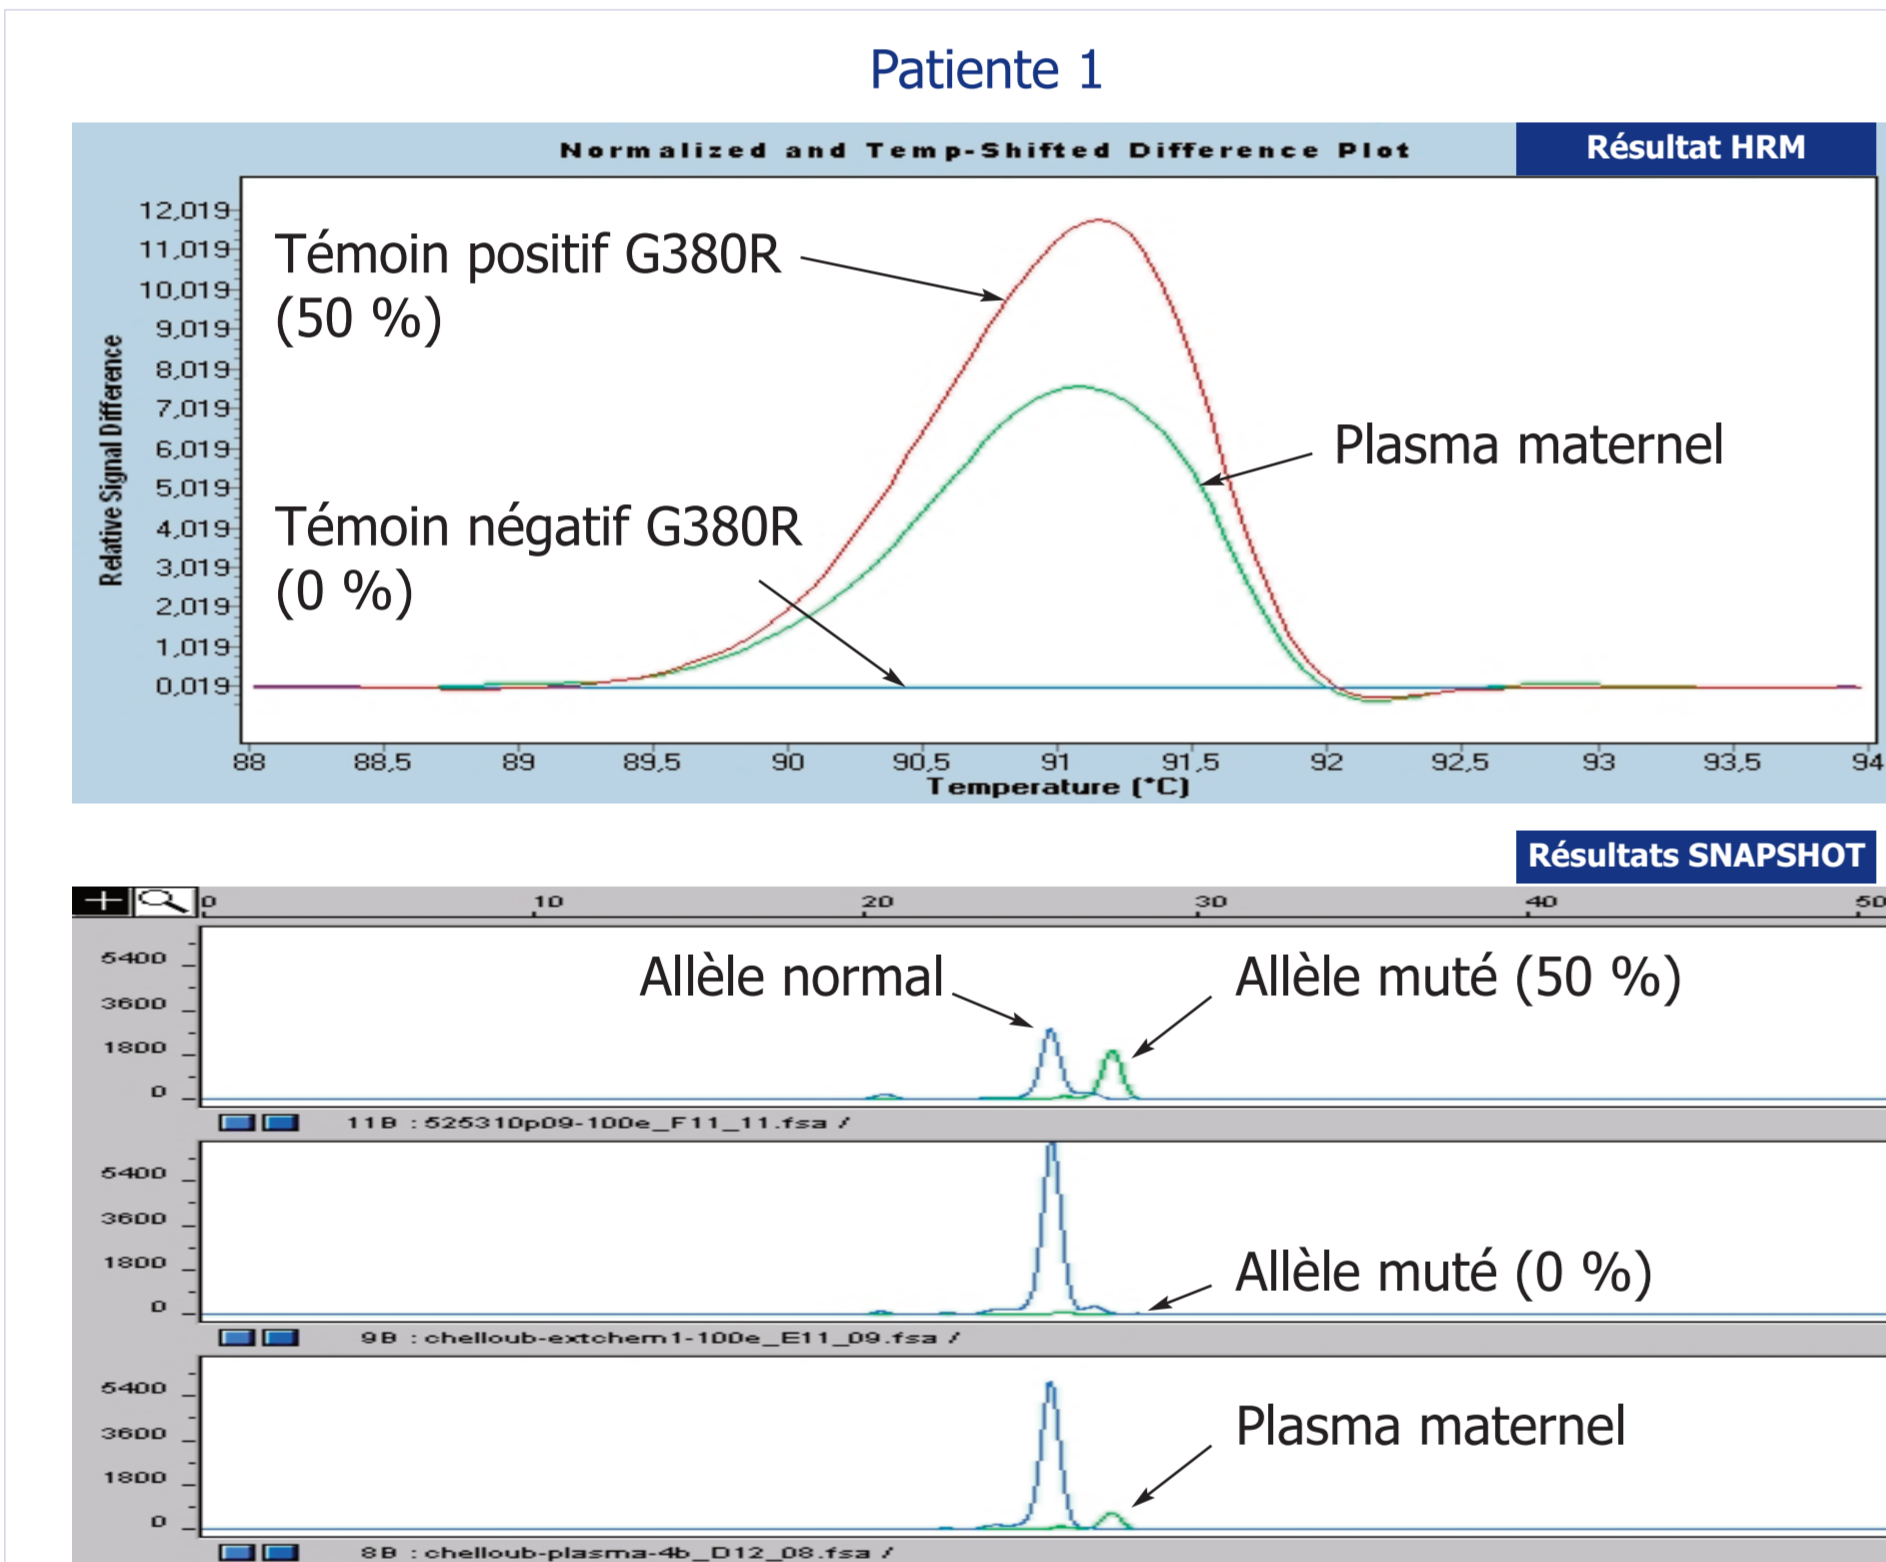 Patiente 1
Normalized and Temp-Shifted Difference Plot
Résultat HRM
Relative Signal Difference
12,019
11,019
10,019
9,019
8,019
7,019
6,019
5,019
4,019
3,019
2,019
1,019
0,019
Témoin positif G380R
(50 %)
Plasma maternel
Témoin négatif G380R
(0 %)
88 88,5 89 89,5 90 90,5 91 91,5 92 92,5 93 93,5 94
Temperature (°C)
Résultats SNAPSHOT
0 10 20 30 40 50
5400
3600
1800
0
Allèle normal
Allèle muté (50 %)
11B : 525310p09-100e_F11_11.fsa /
5400
3600
1800
0
Allèle muté (0 %)
9B : chelloub-extchem1-100e_E11_09.fsa /
5400
3600
1800
0
Plasma maternel
8B : chelloub-plasma-4b_D12_08.fsa /